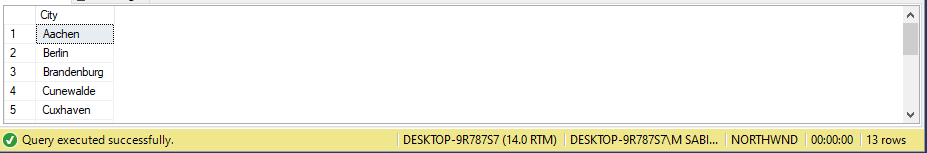 City
1 Aachen
2 Berlin
3 Brandenburg
4 Cunewalde
5 Cuxhaven
Query executed successfully. DESKTOP-9R787S7 (14.0 RTM) DESKTOP-9R787S7\M SABI... NORTHWND 00:00:00 13 rows